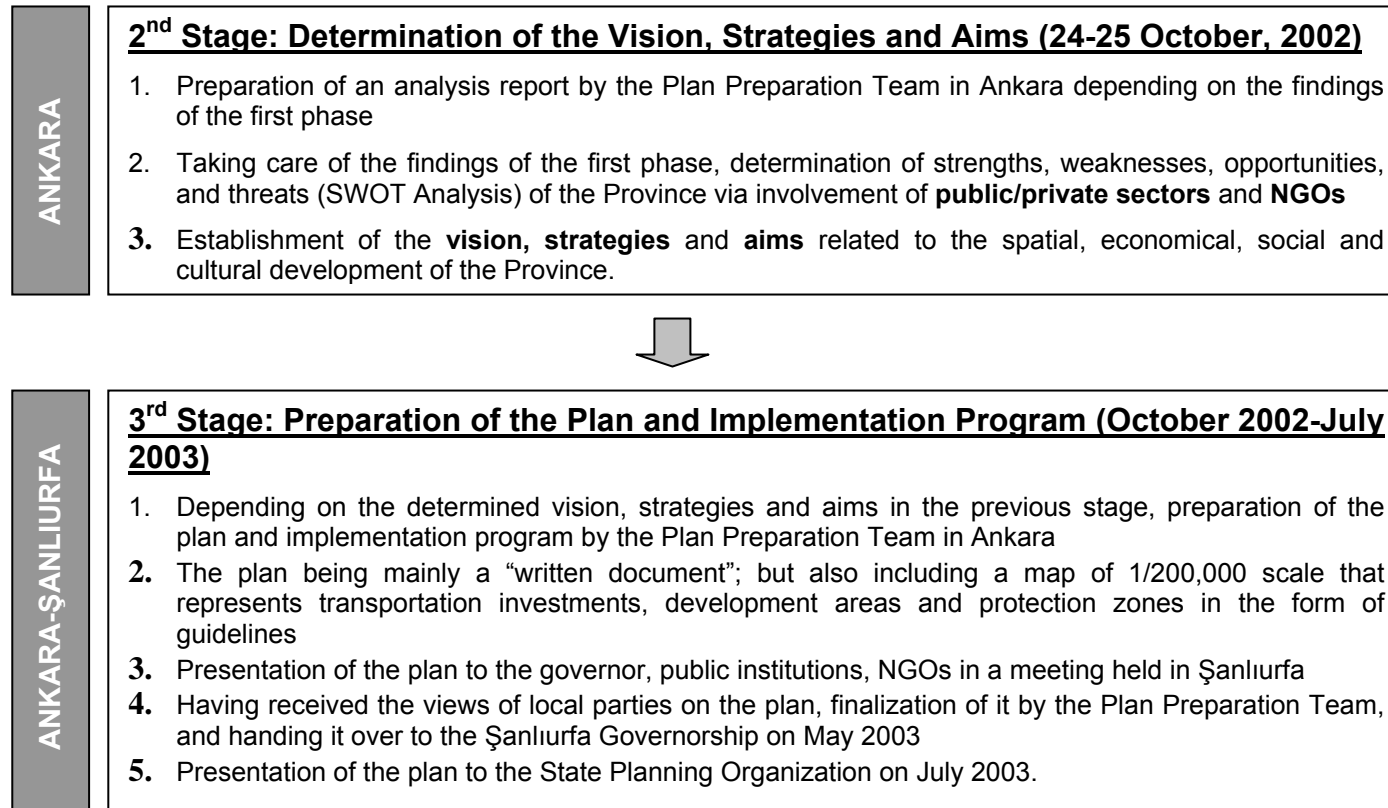 ANKARA
2nd Stage: Determination of the Vision, Strategies and Aims (24-25 October, 2002)
1. Preparation of an analysis report by the Plan Preparation Team in Ankara depending on the findings
of the first phase
2. Taking care of the findings of the first phase, determination of strengths, weaknesses, opportunities,
and threats (SWOT Analysis) of the Province via involvement of public/private sectors and NGOs
3. Establishment of the vision, strategies and aims related to the spatial, economical, social and
cultural development of the Province.
ANKARA-ŞANLIURFA
3rd Stage: Preparation of the Plan and Implementation Program (October 2002-July
2003)
1. Depending on the determined vision, strategies and aims in the previous stage, preparation of the
plan and implementation program by the Plan Preparation Team in Ankara
2. The plan being mainly a “written document”; but also including a map of 1/200,000 scale that
represents transportation investments, development areas and protection zones in the form of
guidelines
3. Presentation of the plan to the governor, public institutions, NGOs in a meeting held in Şanlıurfa
4. Having received the views of local parties on the plan, finalization of it by the Plan Preparation Team,
and handing it over to the Şanlıurfa Governorship on May 2003
5. Presentation of the plan to the State Planning Organization on July 2003.